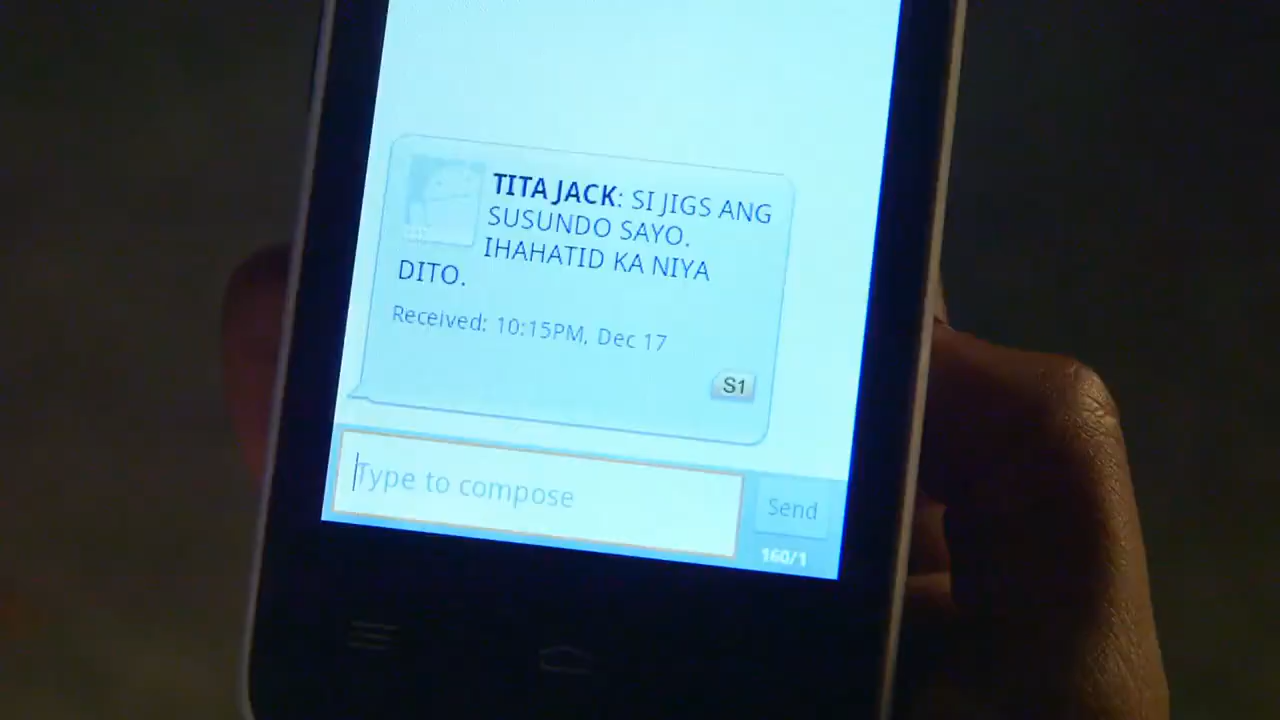 TITA JACK: SI JIGS ANG
SUSUNDO SAYO.
IHAHATID KA NIYA
DITO.
Received: 10:15PM, Dec 17
S1
Type to compose
Send
160/1